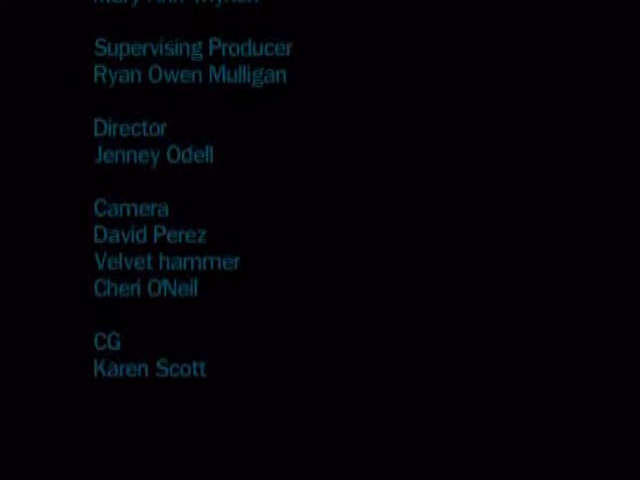 Supervising Producer
Ryan Owen Mulligan
Director
Jenney Odell
Camera
David Perez
Velvet hammer
Cheri O'Neil
CG
Karen Scott